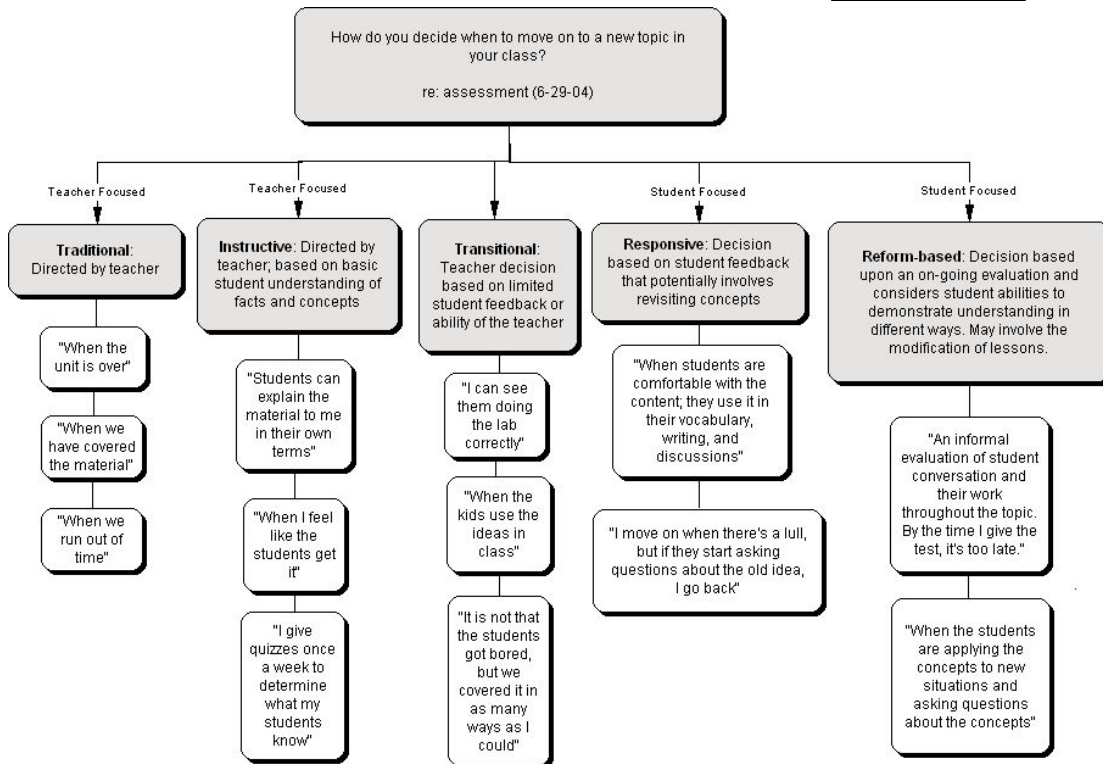 How do you decide when to move on to a new topic in
your class?
re: assessment (6-29-04)
Teacher Focused
Teacher Focused
Student Focused
Student Focused
Traditional:
Directed by teacher
"When the
unit is over"
"When we
have covered
the material"
"When we
run out of
time"
Instructive: Directed by
teacher; based on basic
student understanding of
facts and concepts
"Students can
explain the
material to me
in their own
terms"
"When I feel
like the
students get
it"
"I give
quizzes once
a week to
determine
what my
students
know"
Transitional:
Teacher decision
based on limited
student feedback or
ability of the teacher
"I can see
them doing
the lab
correctly"
"When the
kids use the
ideas in
class"
"It is not that
the students
got bored,
but we
covered it in
as many
ways as I
could"
Responsive: Decision
based on student feedback
that potentially involves
revisiting concepts
"When students are
comfortable with the
content; they use it in
their vocabulary,
writing, and
discussions"
"I move on when there's a lull,
but if they start asking
questions about the old idea,
I go back"
Reform-based: Decision based
upon an on-going evaluation and
considers student abilities to
demonstrate understanding in
different ways. May involve the
modification of lessons.
"An informal
evaluation of student
conversation and
their work
throughout the topic.
By the time I give the
test, it's too late."
"When the students
are applying the
concepts to new
situations and
asking questions
about the concepts"